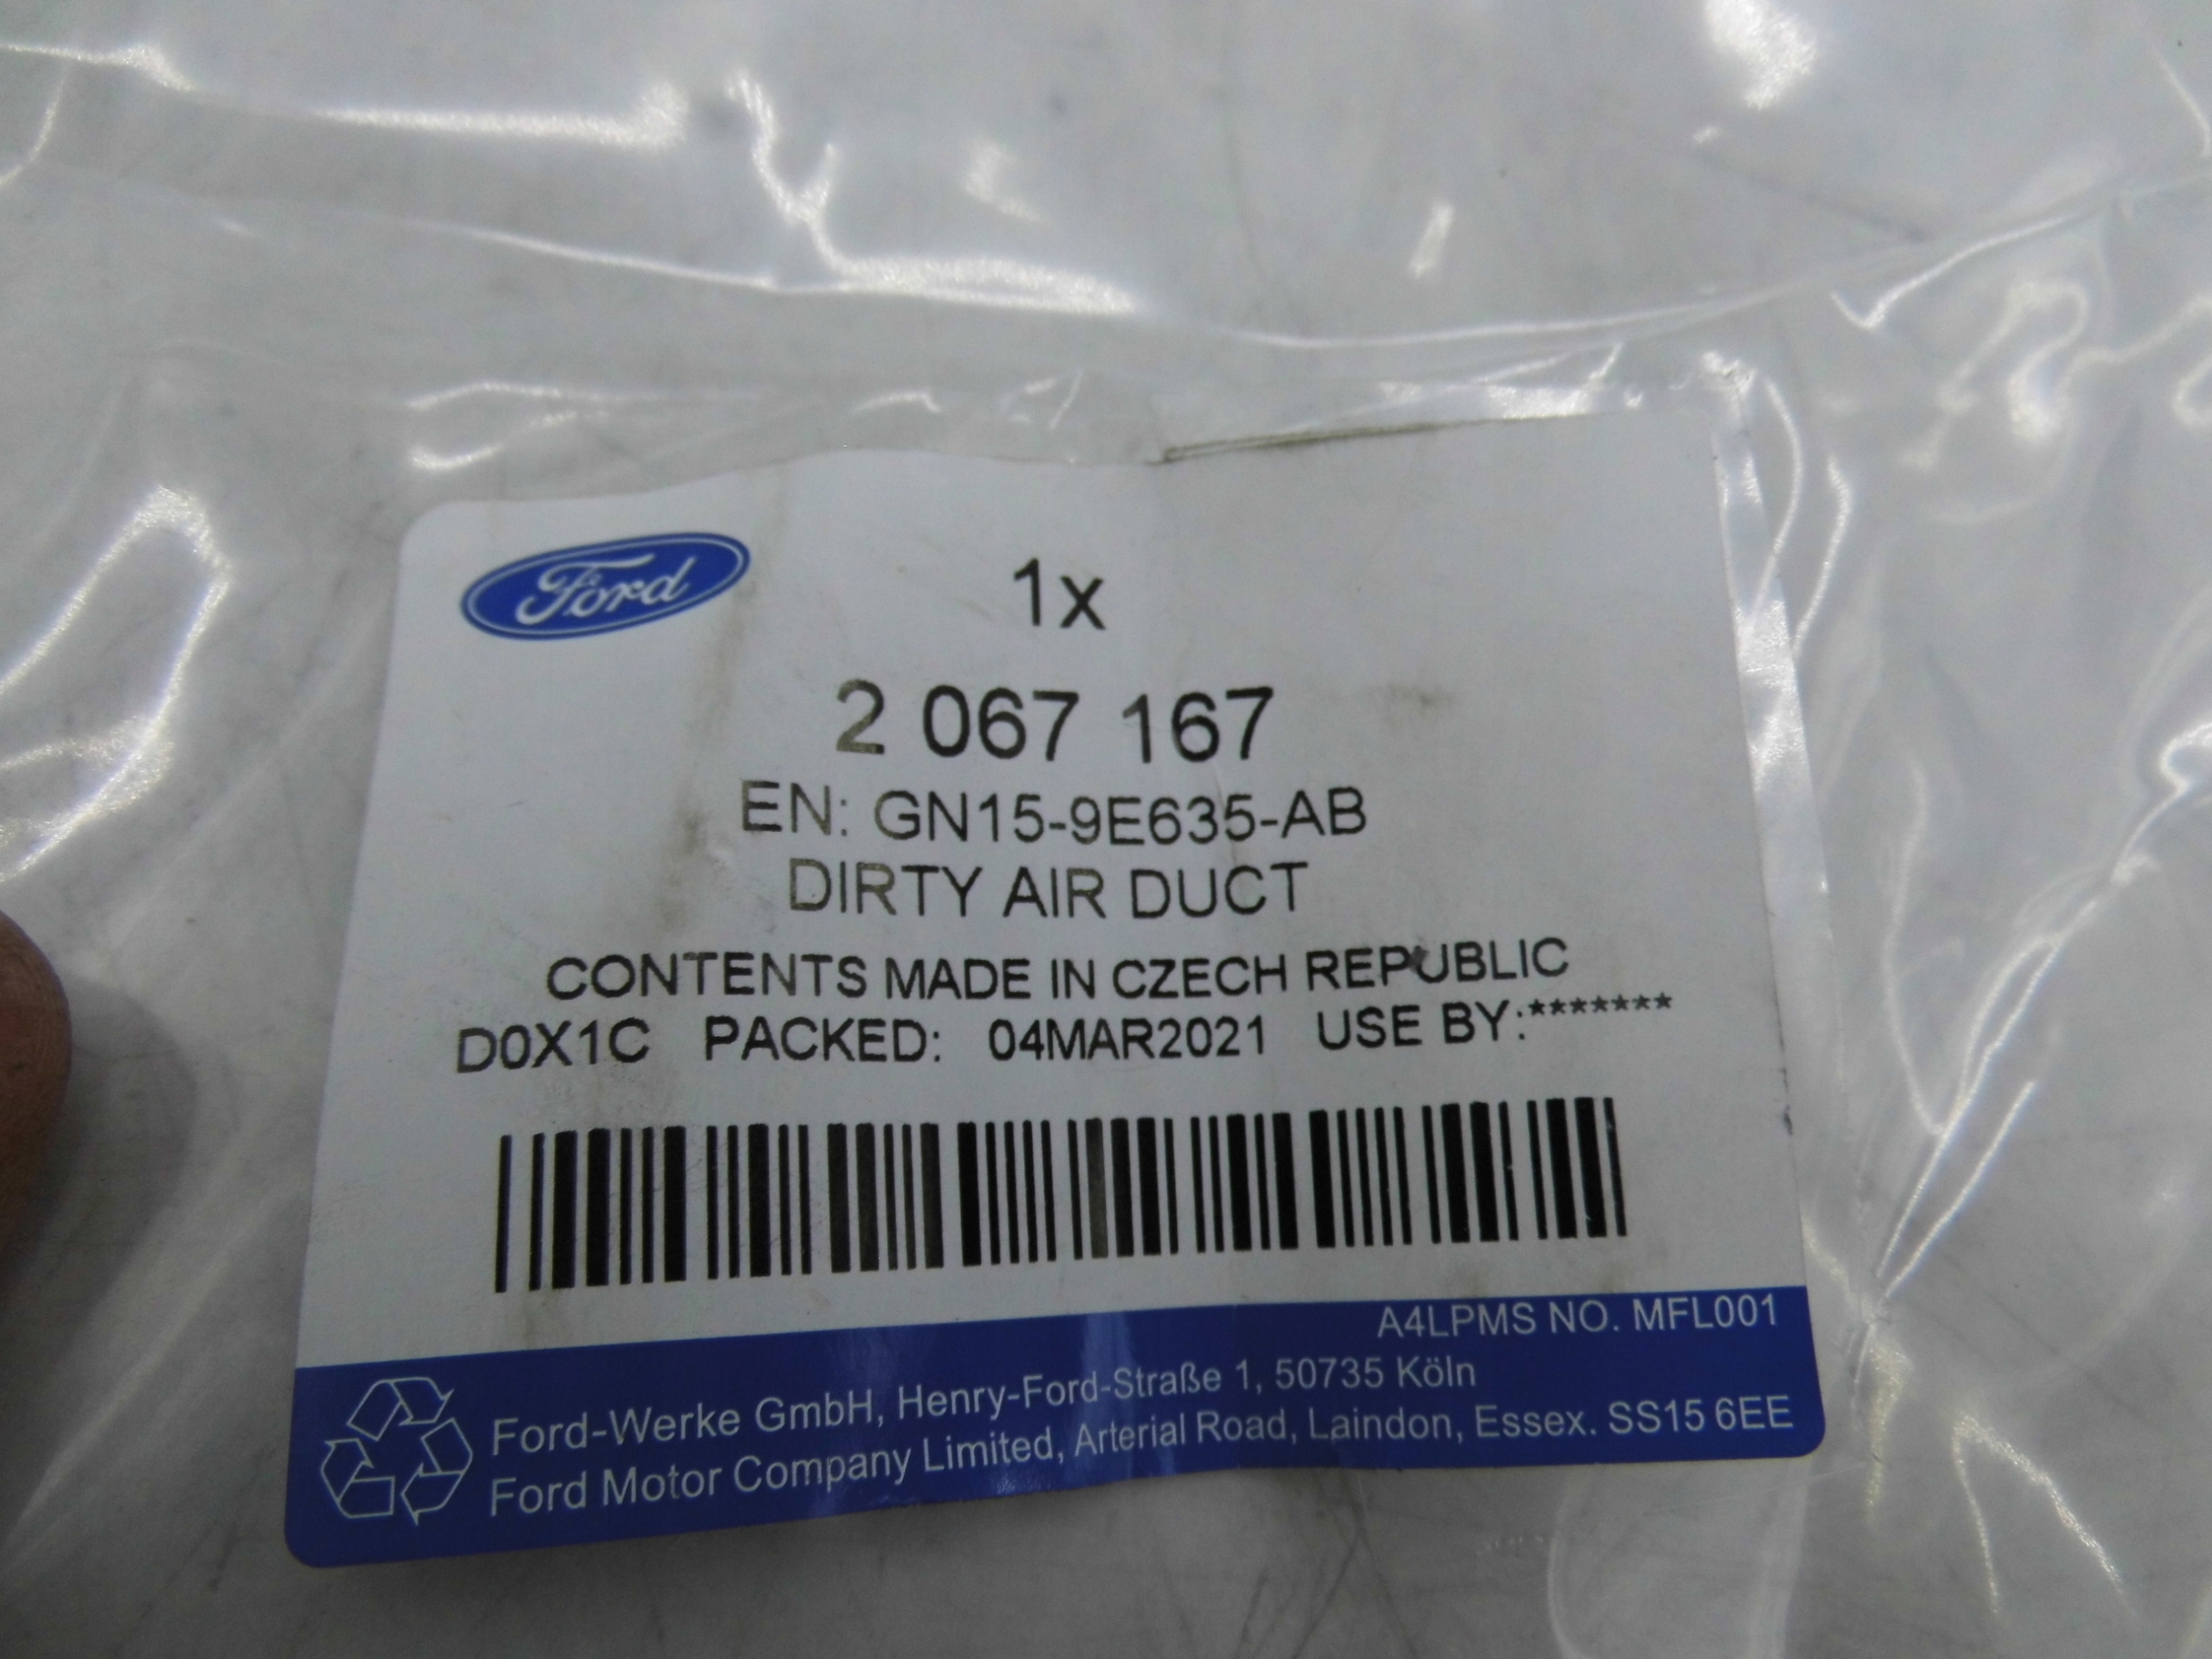 Ford
1x
2 067 167
EN: GN15-9E635-AB
DIRTY AIR DUCT
CONTENTS MADE IN CZECH REPUBLIC
D0X1C PACKED: 04MAR2021 USE BY:*******
A4LPMS NO. MFL001
Ford-Werke GmbH, Henry-Ford-Straße 1, 50735 Köln
Ford Motor Company Limited, Arterial Road, Laindon, Essex. SS15 6EE